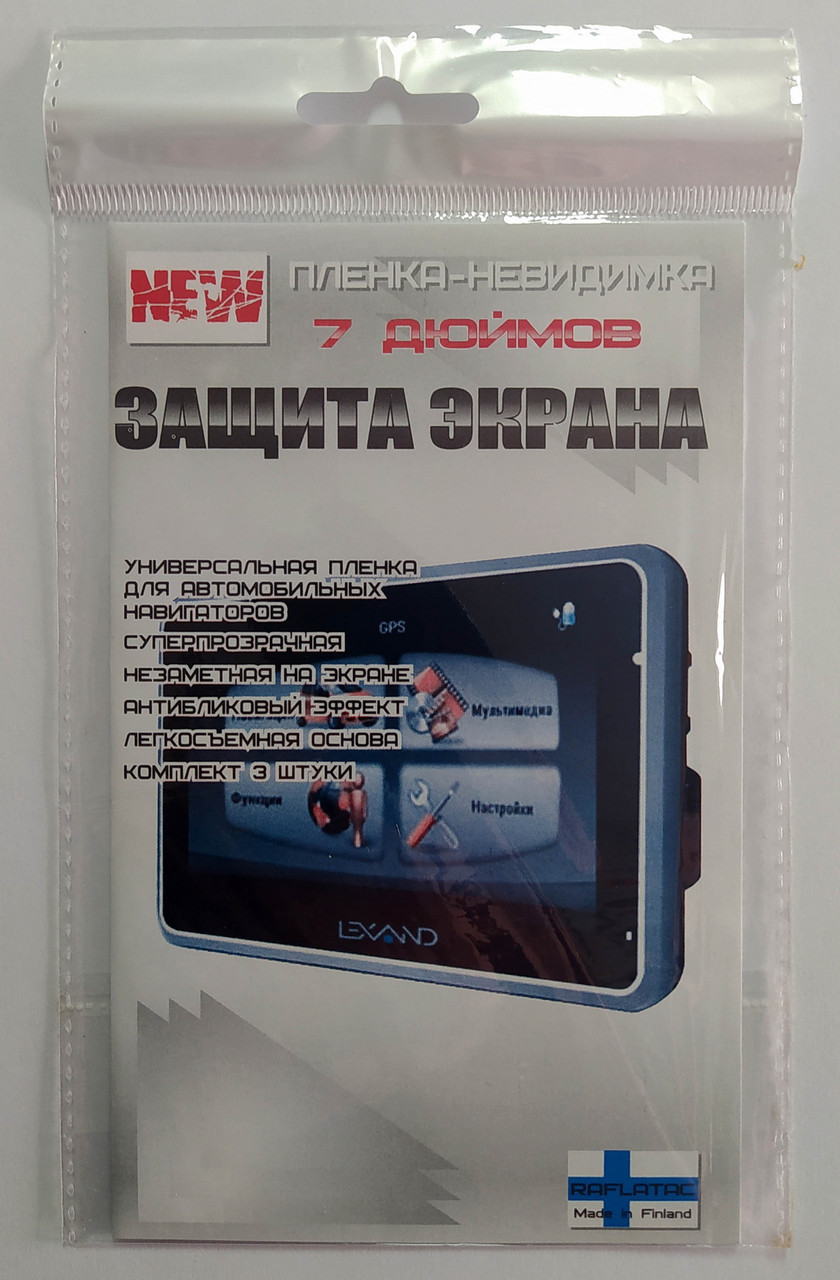 NEW
ПЛЕНКА-НЕВИДИМКА
7 ДЮЙМОВ
ЗАЩИТА ЭКРАНА
УНИВЕРСАЛЬНАЯ ПЛЕНКА
ДЛЯ АВТОМОБИЛЬНЫХ
НАВИГАТОРОВ
СУПЕРПРОЗРАЧНАЯ
НЕЗАМЕТНАЯ НА ЭКРАНЕ
АНТИБЛИКОВЫЙ ЭФФЕКТ
ЛЕГКОСЪЕМНАЯ ОСНОВА
КОМПЛЕКТ 3 ШТУКИ
GPS
Мультимедиа
Функции
Настройки
LEXAND
RAFLATAC
Made in Finland